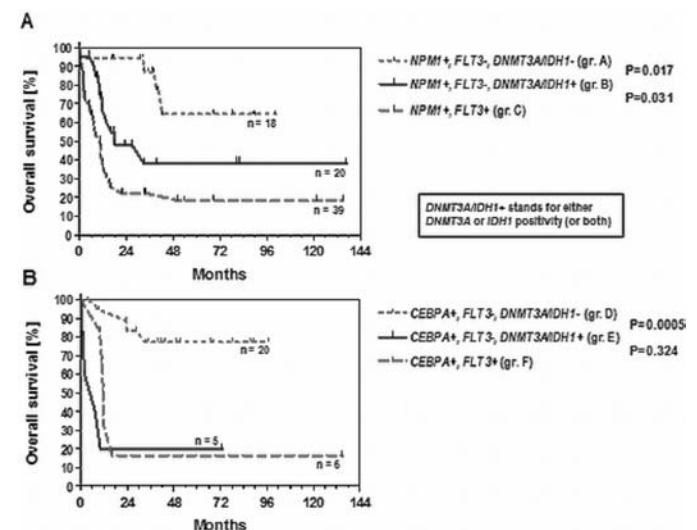 A
Overall survival [%]
100
90
80
70
60
50
40
30
20
10
0
0 24 48 72 96 120 144
Months
n = 18
n = 20
n = 39
NPM1+, FLT3-, DNMT3A/IDH1- (gr. A)
P=0.017
NPM1+, FLT3-, DNMT3A/IDH1+ (gr. B)
P=0.031
NPM1+, FLT3+ (gr. C)
DNMT3A/IDH1+ stands for either
DNMT3A or IDH1 positivity (or both)
B
Overall survival [%]
100
90
80
70
60
50
40
30
20
10
0
0 24 48 72 96 120 144
Months
n = 20
n = 5
n = 6
CEBPA+, FLT3-, DNMT3A/IDH1- (gr. D)
P=0.0005
CEBPA+, FLT3-, DNMT3A/IDH1+ (gr. E)
P=0.324
CEBPA+, FLT3+ (gr. F)